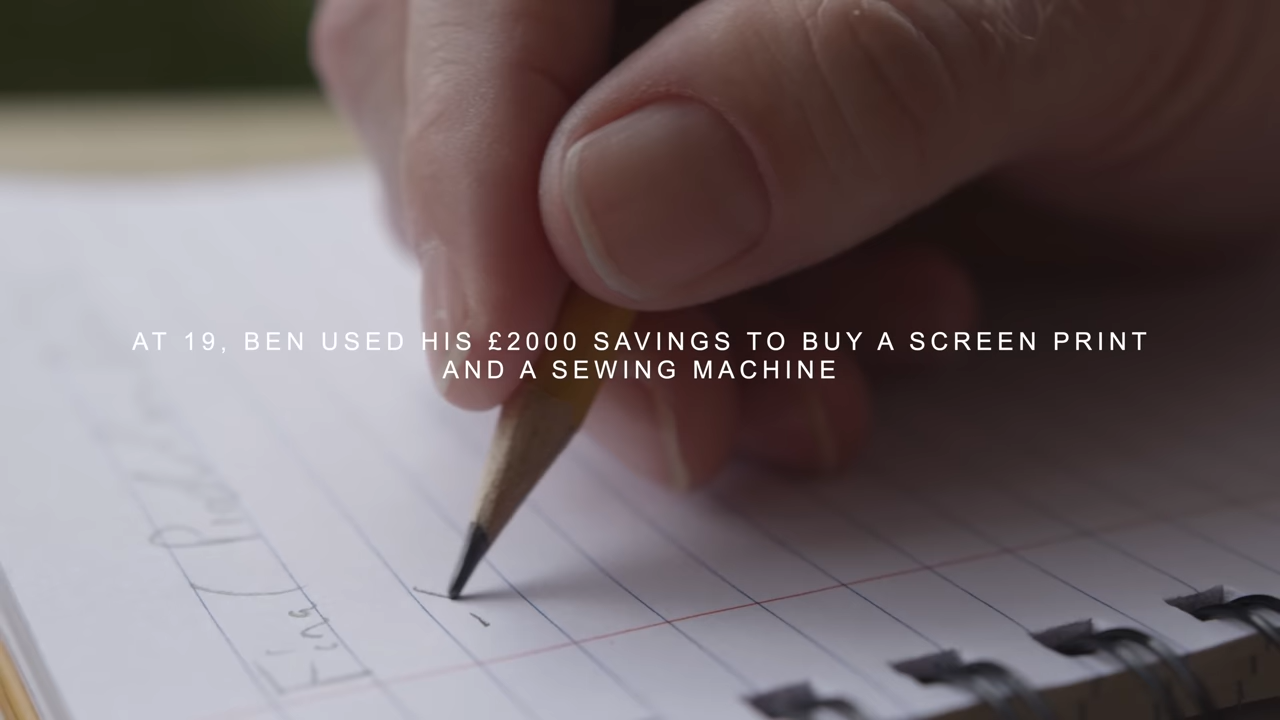 AT 19, BEN USED HIS £2000 SAVINGS TO BUY A SCREEN PRINT
AND A SEWING MACHINE